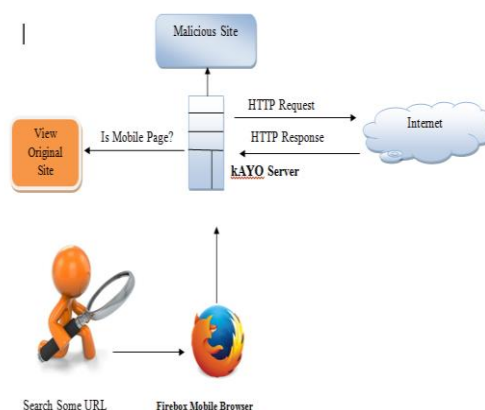 Malicious Site
HTTP Request
Internet
View
Original
Site
Is Mobile Page?
HTTP Response
kAYO Server
Search Some URL
Firebox Mobile Browser